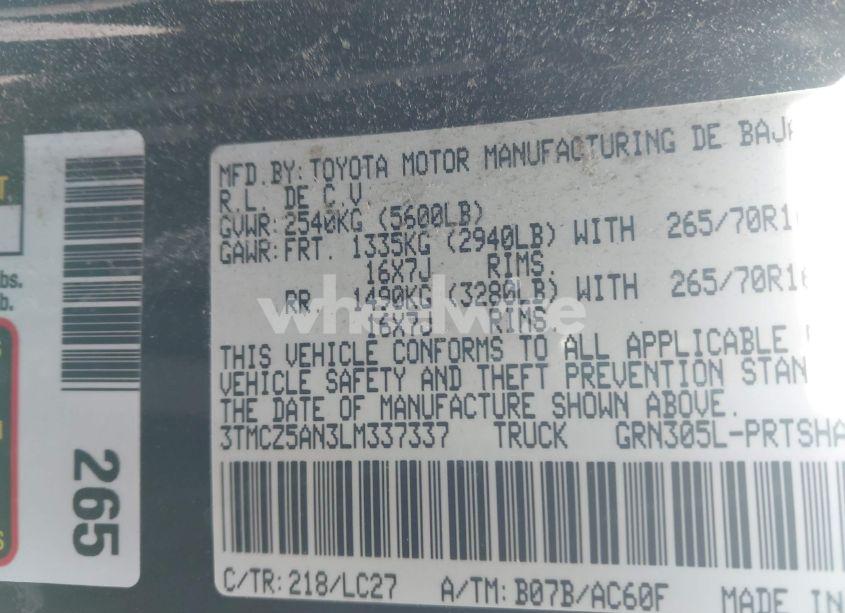 MFD.BY: TOYOTA MOTOR MANUFACTURING DE BAJA
R.L. DE C.V
GVWR: 2540KG (5600LB)
GAWR: FRT. 1335KG (2940LB) WITH 265/70R16
16X7J RIMS.
RR. 1490KG (3280LB) WITH 265/70R16
16X7J RIMS.
THIS VEHICLE CONFORMS TO ALL APPLICABLE
VEHICLE SAFETY AND THEFT PREVENTION STAN
THE DATE OF MANUFACTURE SHOWN ABOVE.
3TMCZ5AN3LM337337 TRUCK GRN305L-PRTSHA
C/TR: 218/LC27 A/TM: B07B/AC60F MADE IN
265
bs.
b.
wheelwire